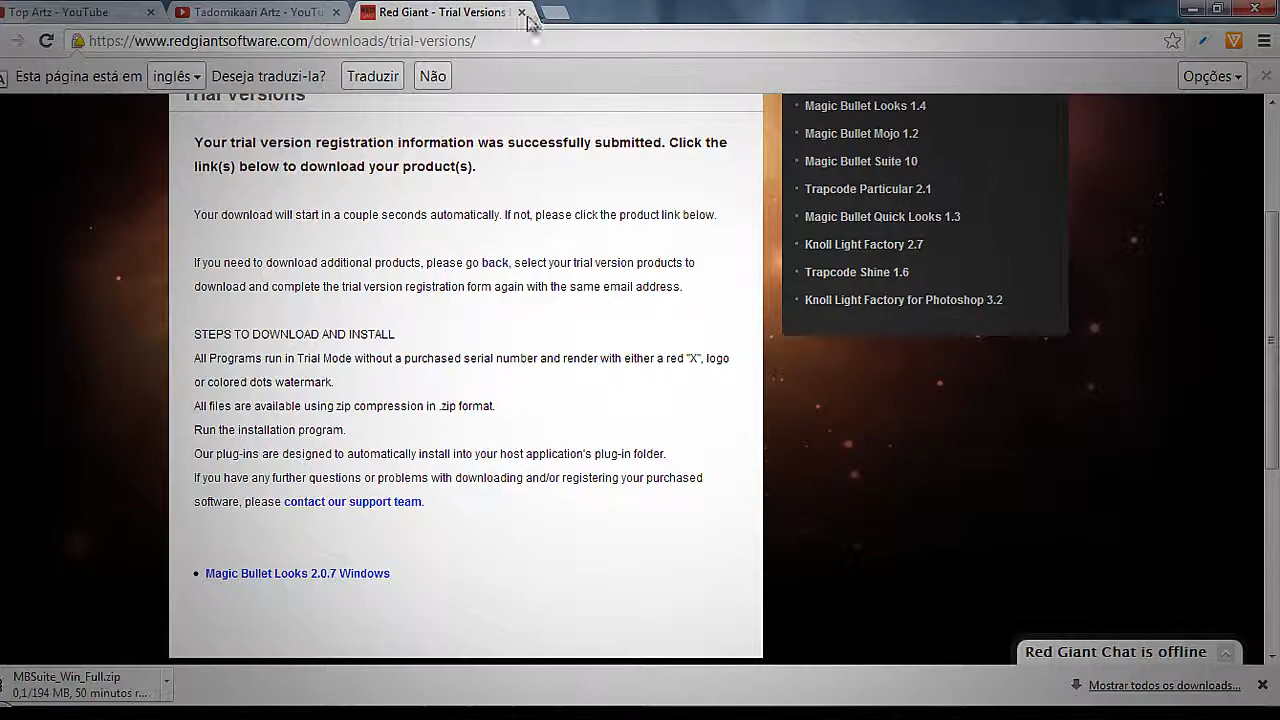 Top Artz - YouTube
Tadomikaari Artz - YouTu
Red Giant - Trial Versions
https://www.redgiantsoftware.com/downloads/trial-versions/
Esta página está em inglês Deseja traduzi-la? Traduzir Não Opções
Trial Versions
Your trial version registration information was successfully submitted. Click the
link(s) below to download your product(s).
Your download will start in a couple seconds automatically. If not, please click the product link below.
If you need to download additional products, please go back, select your trial version products to
download and complete the trial version registration form again with the same email address.
STEPS TO DOWNLOAD AND INSTALL
All Programs run in Trial Mode without a purchased serial number and render with either a red "X", logo
or colored dots watermark.
All files are available using zip compression in .zip format.
Run the installation program.
Our plug-ins are designed to automatically install into your host application's plug-in folder.
If you have any further questions or problems with downloading and/or registering your purchased
software, please contact our support team.
• Magic Bullet Looks 2.0.7 Windows
Magic Bullet Looks 1.4
Magic Bullet Mojo 1.2
Magic Bullet Suite 10
Trapcode Particular 2.1
Magic Bullet Quick Looks 1.3
Knoll Light Factory 2.7
Trapcode Shine 1.6
Knoll Light Factory for Photoshop 3.2
Red Giant Chat is offline
MBSuite_Win_Full.zip
0,1/194 MB, 50 minutos r...
Mostrar todos os downloads...